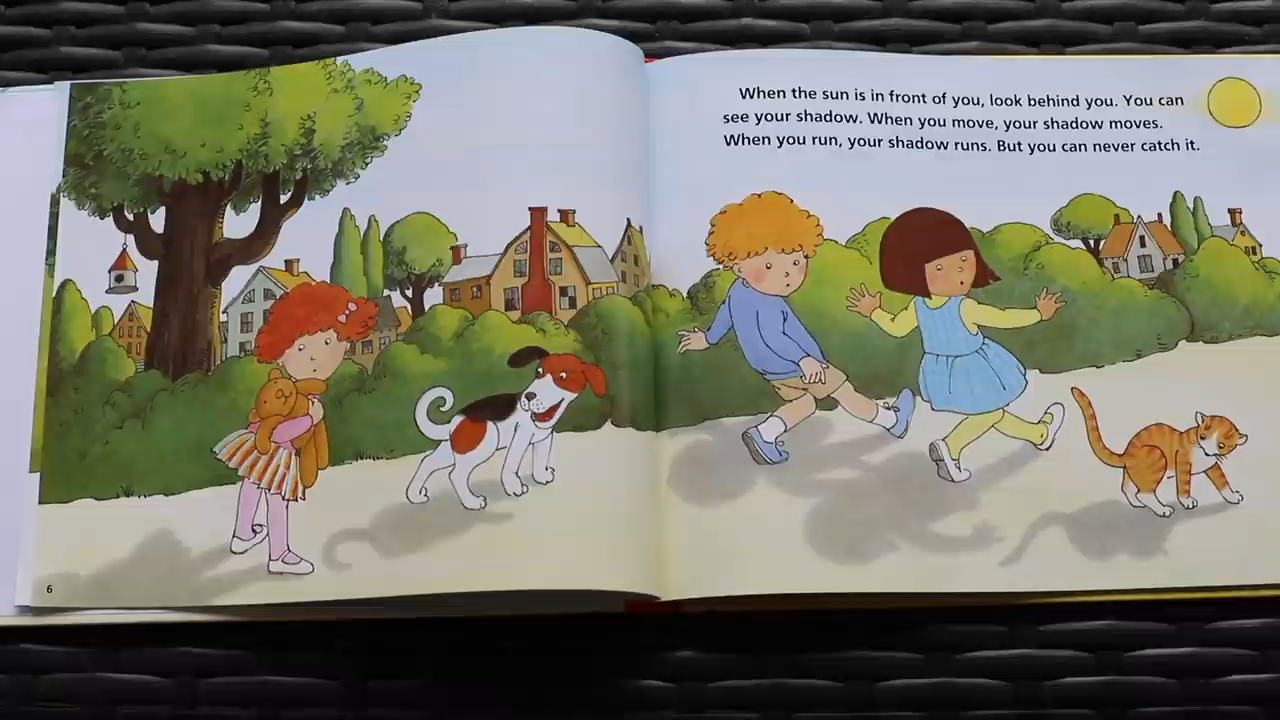 When the sun is in front of you, look behind you. You can
see your shadow. When you move, your shadow moves.
When you run, your shadow runs. But you can never catch it.
6